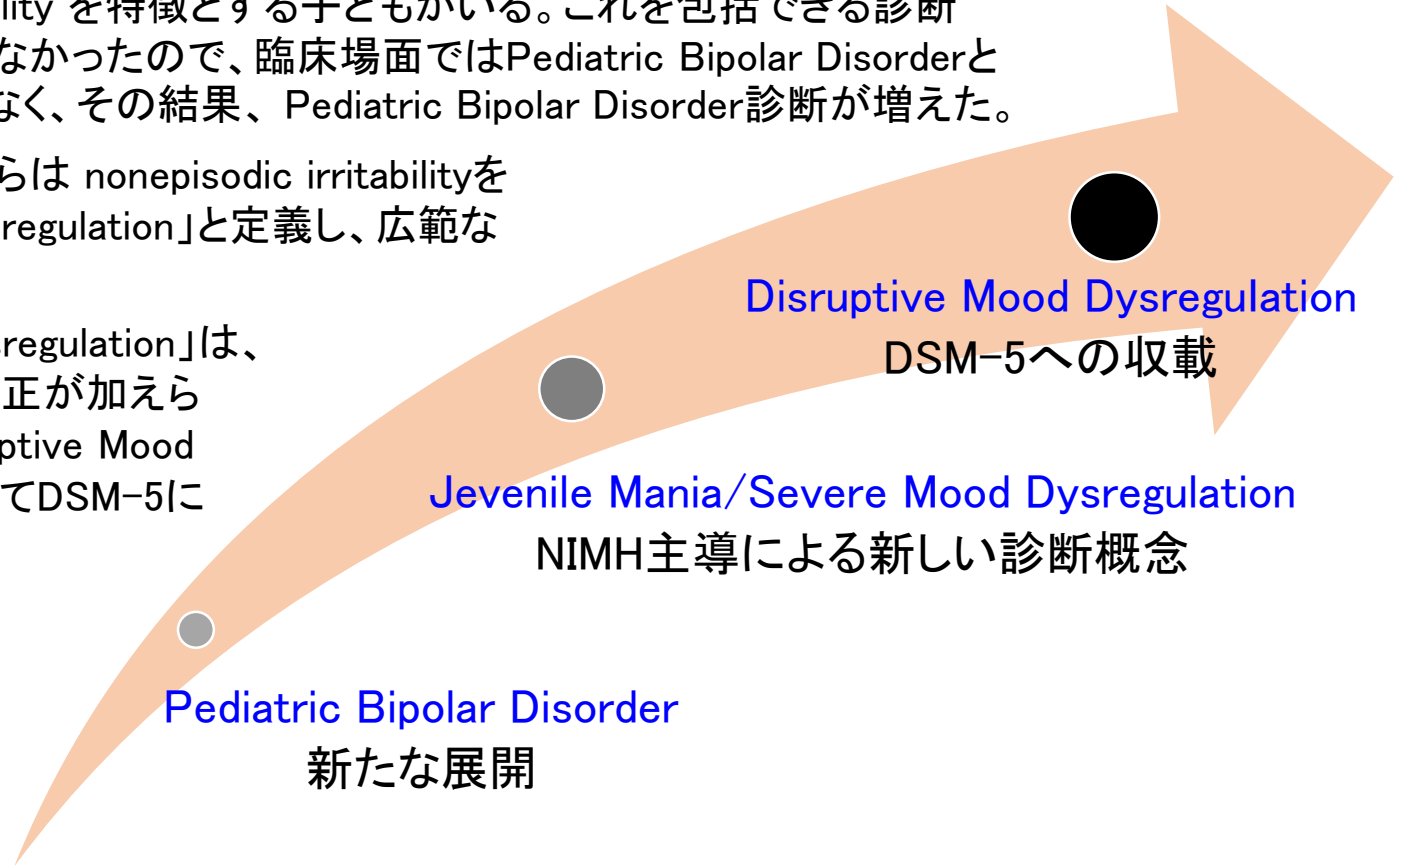 ility を特徴とする子どもがいる。これを包括できる診断
なかったので、臨床場面ではPediatric Bipolar Disorderと
なく、その結果、 Pediatric Bipolar Disorder診断が増えた。
らは nonepisodic irritabilityを
regulation」と定義し、広範な
regulation」は、
正が加えら
ptive Mood
てDSM-5に
Disruptive Mood Dysregulation
DSM-5への収載
Jevenile Mania/Severe Mood Dysregulation
NIMH主導による新しい診断概念
Pediatric Bipolar Disorder
新たな展開